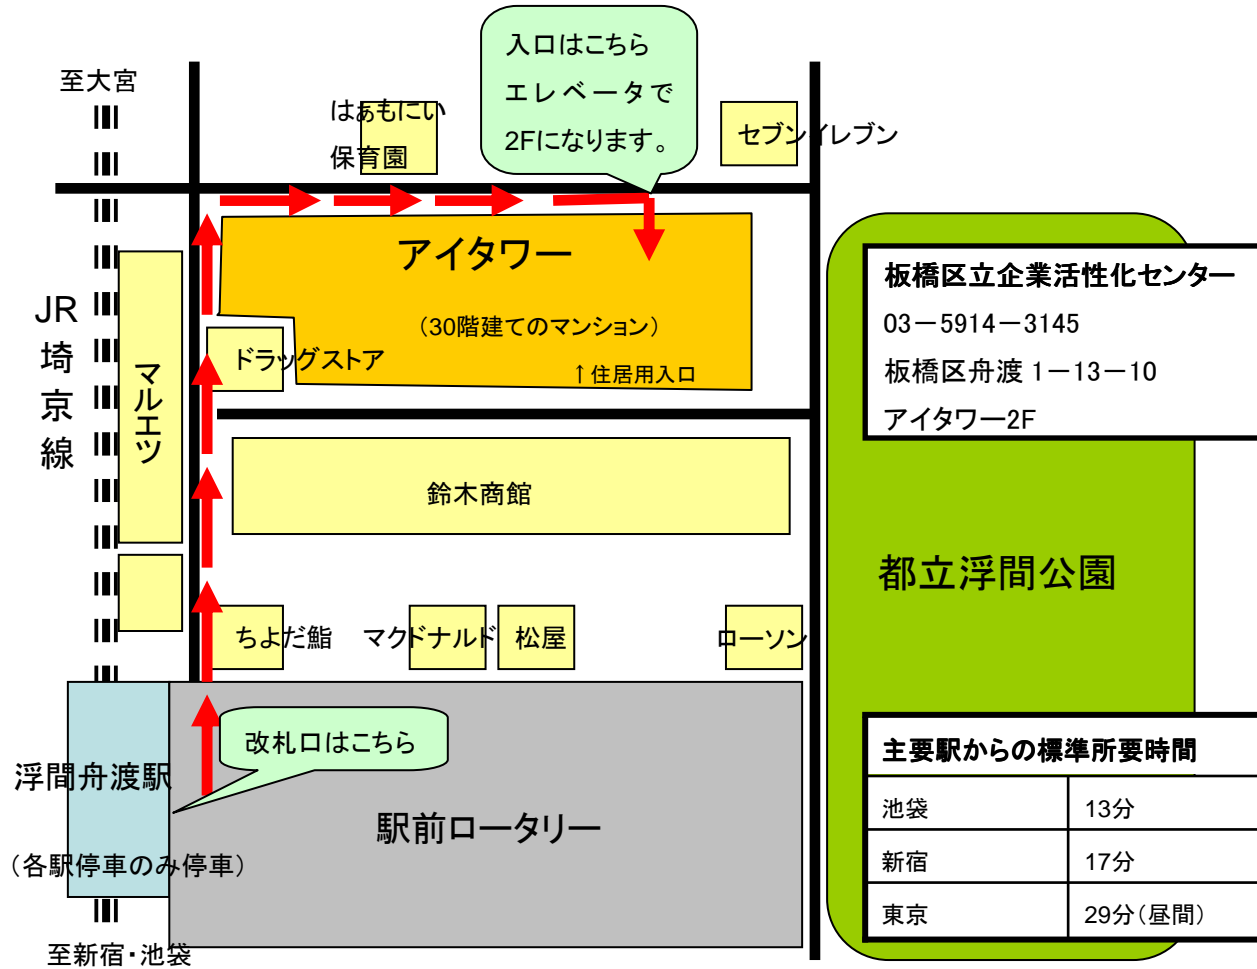 至大宮
はぁもにい
保育園
入口はこちら
エレベータで
2Fになります。
セブンイレブン
アイタワー
（30階建てのマンション）
↑住居用入口
JR埼京線
マルエツ
ドラッグストア
鈴木商館
ちよだ鮨
マクドナルド
松屋
ローソン
板橋区立企業活性化センター
03－5914－3145
板橋区舟渡 1－13－10
アイタワー2F
都立浮間公園
改札口はこちら
浮間舟渡駅
（各駅停車のみ停車）
駅前ロータリー
至新宿・池袋
主要駅からの標準所要時間
池袋 13分
新宿 17分
東京 29分（昼間）